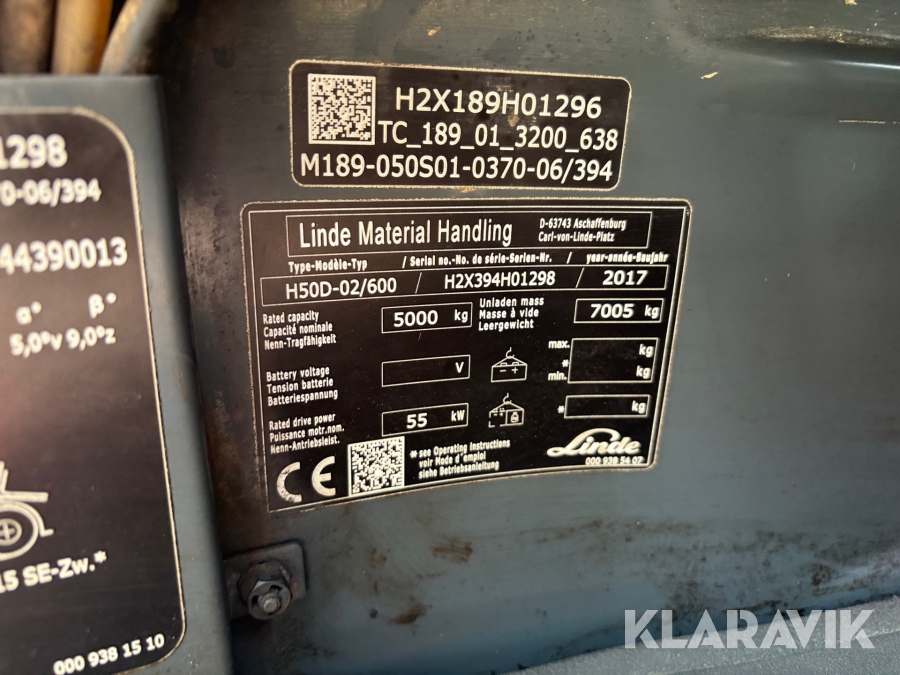 H2X189H01296
TC_189_01_3200_638
M189-050S01-0370-06/394
Linde Material Handling
D-63743 Aschaffenburg
Carl-von-Linde-Platz
Type-Modèle-Typ / Serial no.-No. de série-Serien-Nr. / year-année-Baujahr
H50D-02/600 / H2X394H01298 / 2017
Rated capacity
Capacité nominale
Nenn-Tragfähigkeit
5000 kg
Unladen mass
Masse à vide
Leergewicht
7005 kg
Battery voltage
Tension batterie
Batteriespannung
V
max.
*
min.
kg
kg
Rated drive power
Puissance motr.nom.
Nenn-Antriebsleist.
55 kW
* kg
CE
* see Operating instructions
voir Mode d'emploi
siehe Betriebsanleitung
Linde
000 938 54 07
1298
70-06/394
44390013
α° β°
5,0°v 9,0°z
15 SE-Zw.*
000 938 15 10
KLARAVIK